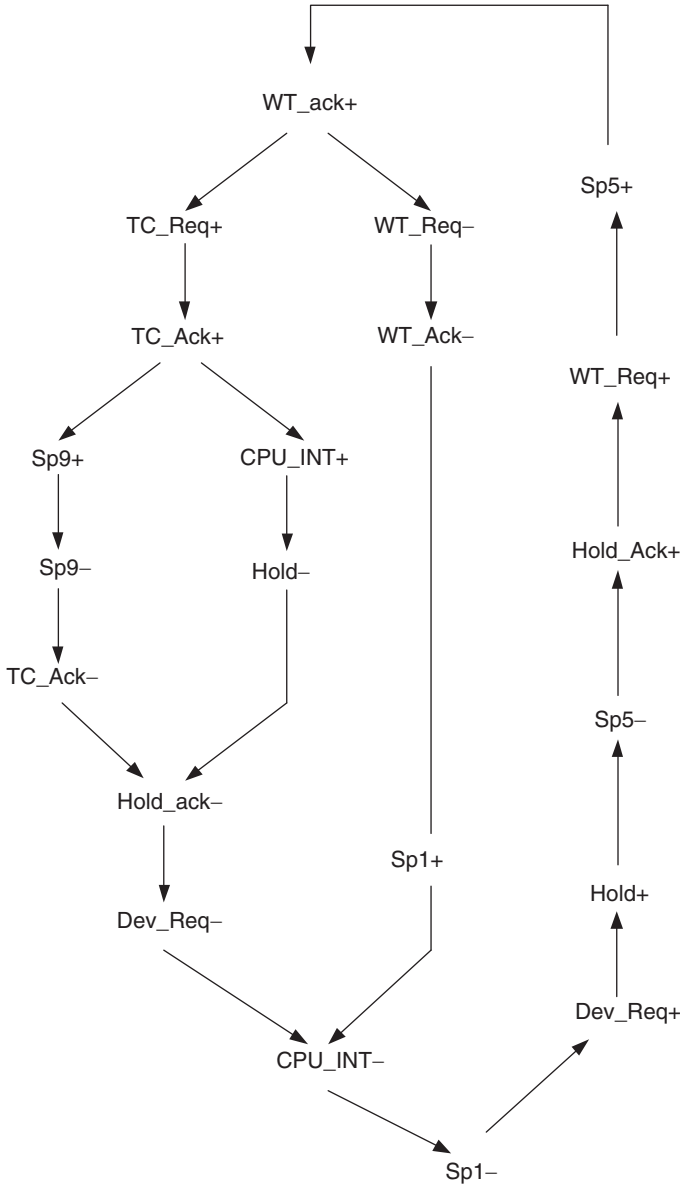 WT_ack+
Sp5+
TC_Req+
WT_Req–
TC_Ack+
WT_Ack–
WT_Req+
Sp9+
CPU_INT+
Hold_Ack+
Sp9–
Hold–
TC_Ack–
Sp5–
Hold_ack–
Sp1+
Hold+
Dev_Req–
Dev_Req+
CPU_INT–
Sp1–